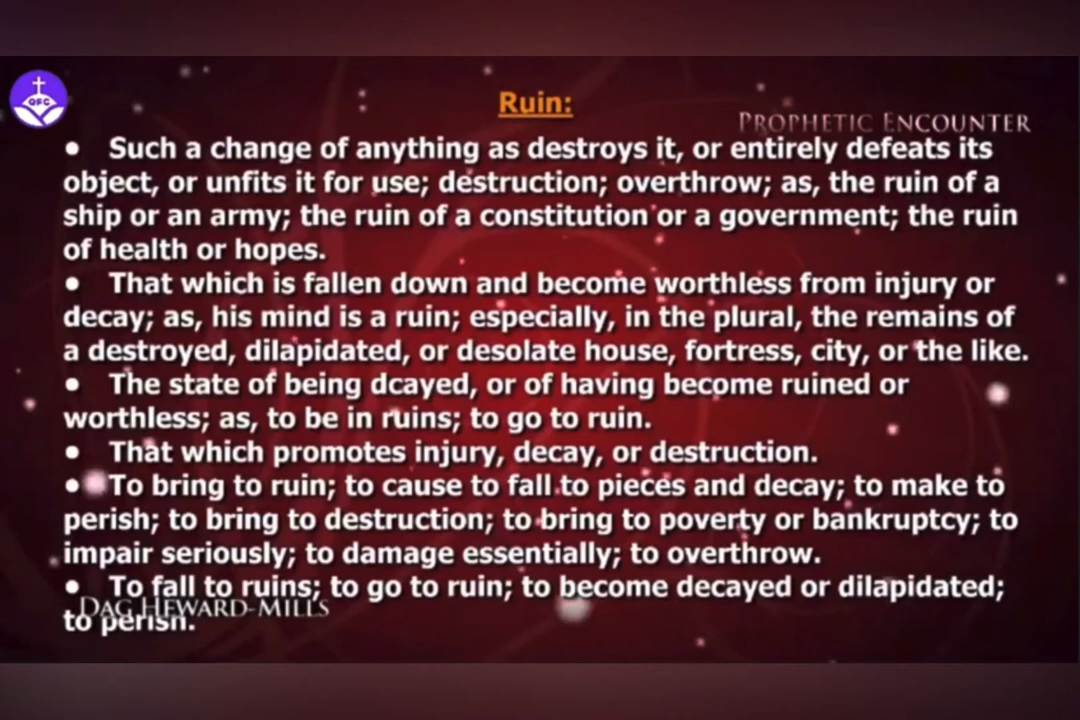 QFC
Ruin:
PROPHETIC ENCOUNTER
• Such a change of anything as destroys it, or entirely defeats its
object, or unfits it for use; destruction; overthrow; as, the ruin of a
ship or an army; the ruin of a constitution or a government; the ruin
of health or hopes.
• That which is fallen down and become worthless from injury or
decay; as, his mind is a ruin; especially, in the plural, the remains of
a destroyed, dilapidated, or desolate house, fortress, city, or the like.
• The state of being dcayed, or of having become ruined or
worthless; as, to be in ruins; to go to ruin.
• That which promotes injury, decay, or destruction.
• To bring to ruin; to cause to fall to pieces and decay; to make to
perish; to bring to destruction; to bring to poverty or bankruptcy; to
impair seriously; to damage essentially; to overthrow.
• To fall to ruins; to go to ruin; to become decayed or dilapidated;
to perish.
DAG HEWARD-MILLS